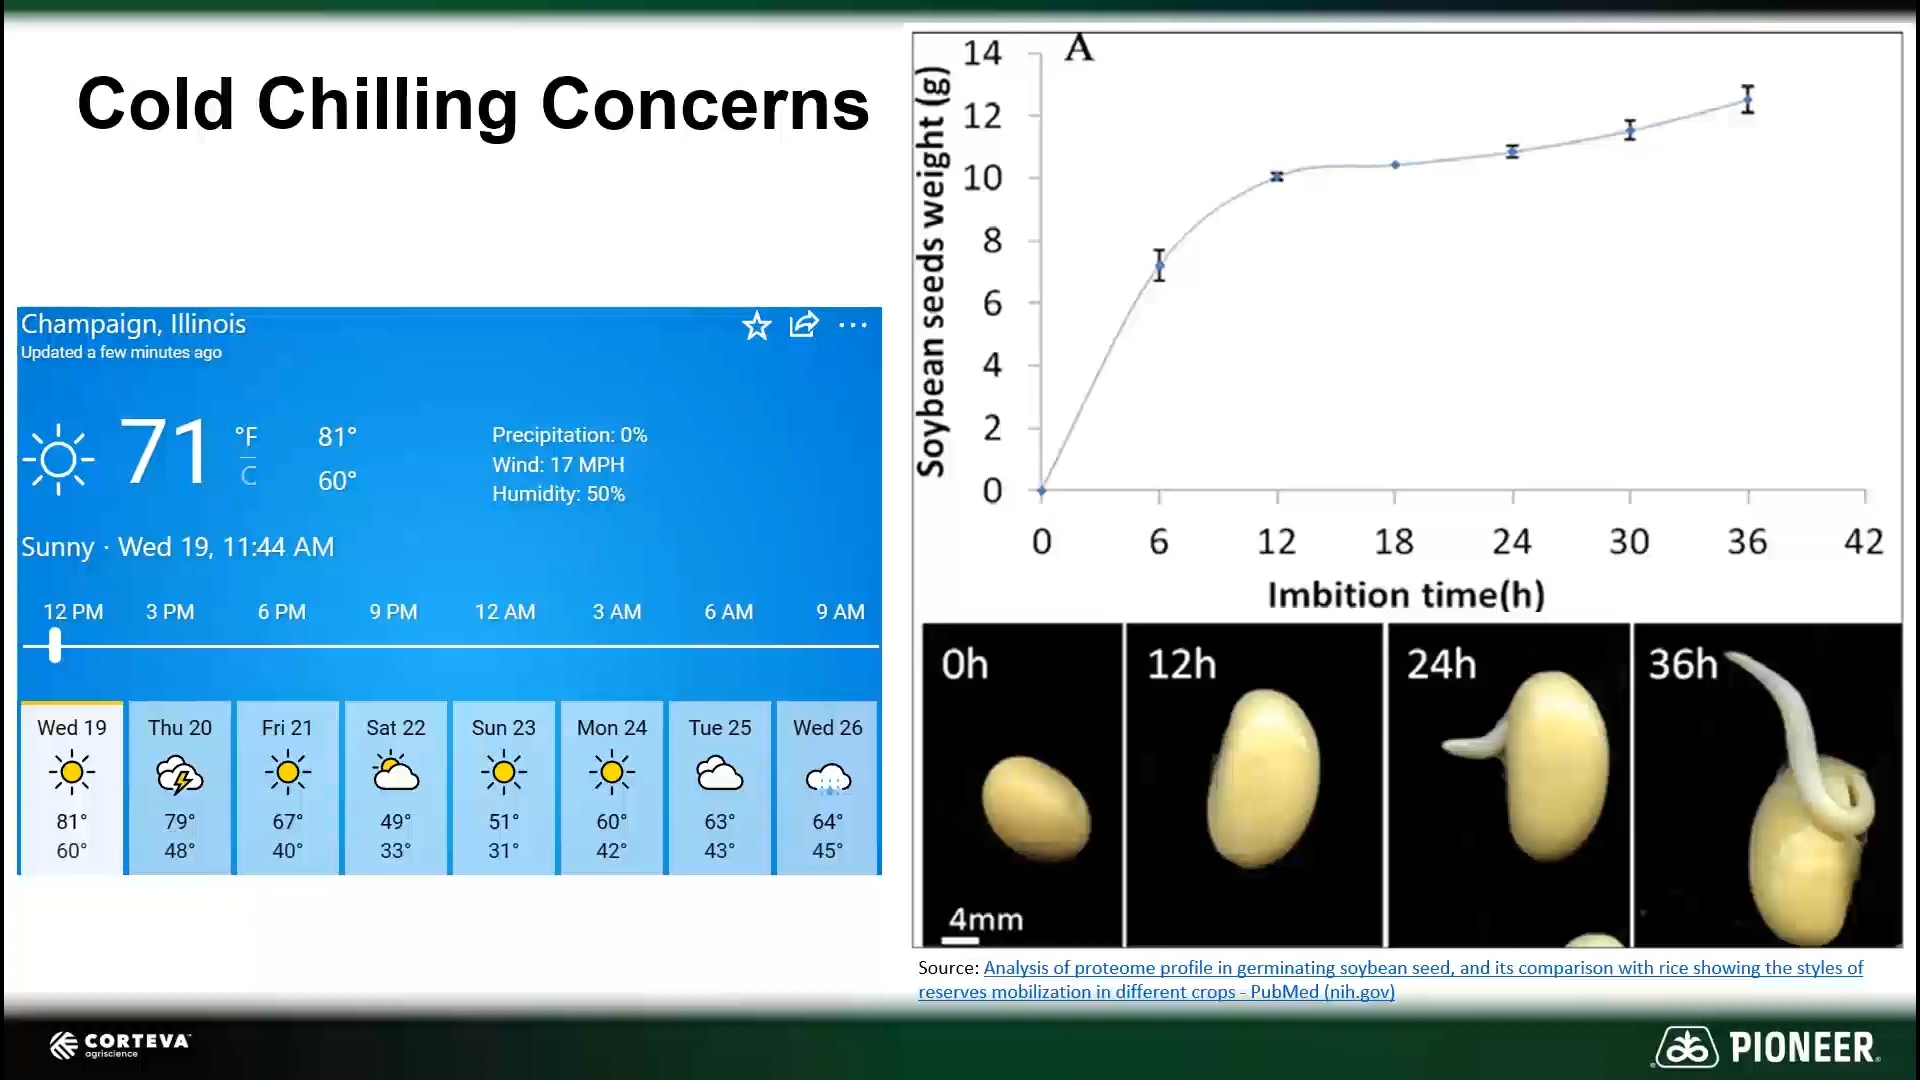 Cold Chilling Concerns
Champaign, Illinois
Updated a few minutes ago
71 °F C 81° 60°
Precipitation: 0%
Wind: 17 MPH
Humidity: 50%
Sunny · Wed 19, 11:44 AM
12 PM 3 PM 6 PM 9 PM 12 AM 3 AM 6 AM 9 AM
Wed 19 Thu 20 Fri 21 Sat 22 Sun 23 Mon 24 Tue 25 Wed 26
81° 79° 67° 49° 51° 60° 63° 64°
60° 48° 40° 33° 31° 42° 43° 45°
A
Soybean seeds weight (g)
14
12
10
8
6
4
2
0
0 6 12 18 24 30 36 42
Imbition time(h)
0h 12h 24h 36h
4mm
Source: Analysis of proteome profile in germinating soybean seed, and its comparison with rice showing the styles of
reserves mobilization in different crops - PubMed (nih.gov)
CORTEVA™
agriscience
PIONEER